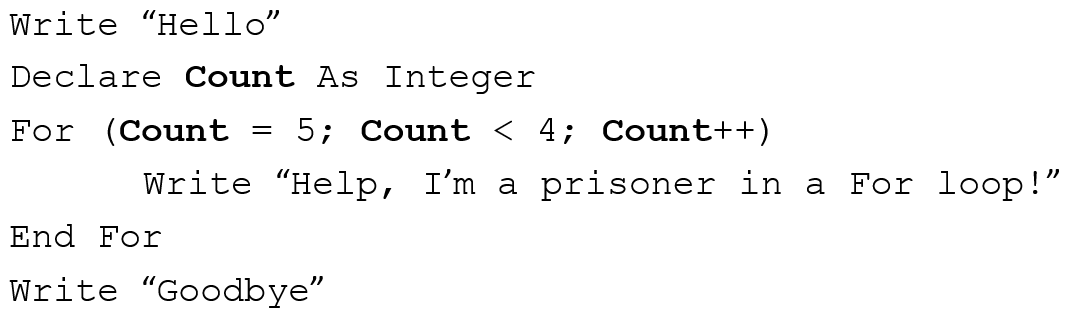 Write “Hello”
Declare Count As Integer
For (Count = 5; Count < 4; Count++)
Write “Help, I’m a prisoner in a For loop!”
End For
Write “Goodbye”